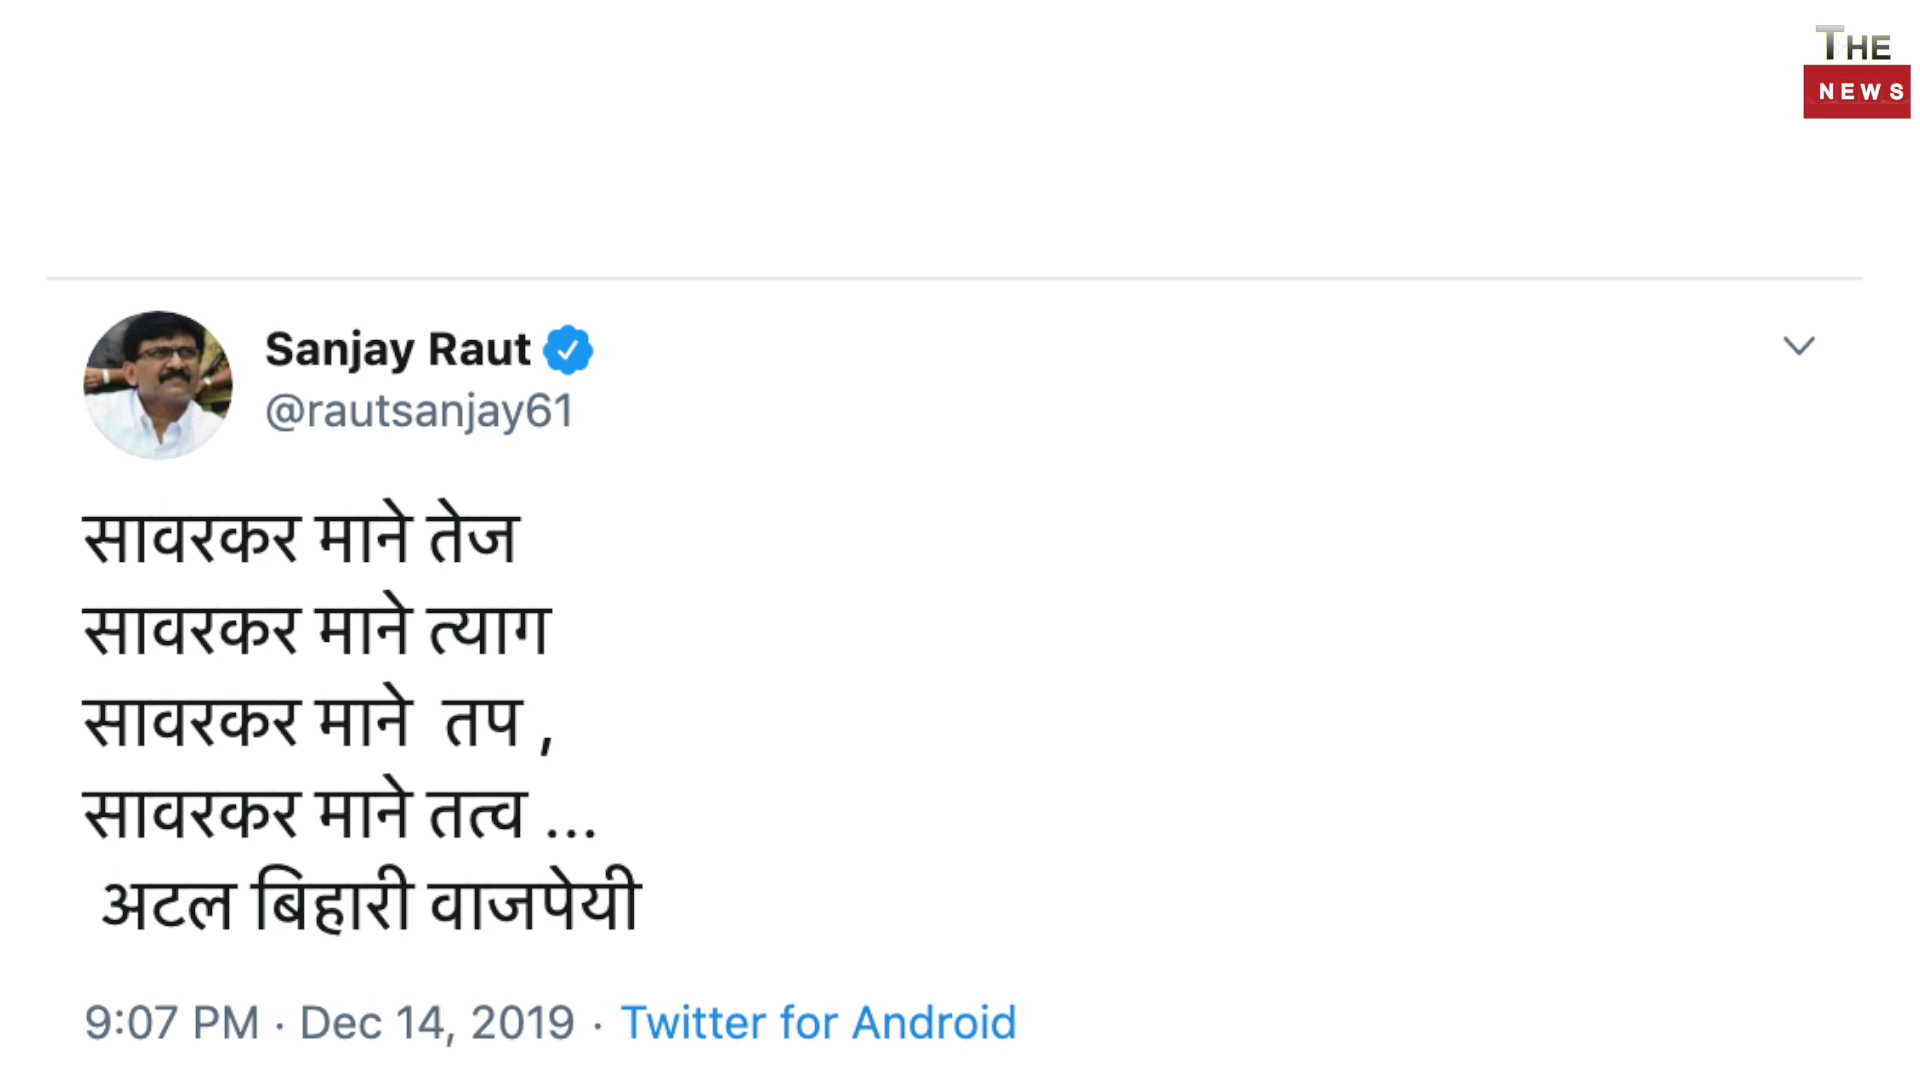 THE
NEWS
Sanjay Raut
@rautsanjay61
सावरकर माने तेज
सावरकर माने त्याग
सावरकर माने  तप ,
सावरकर माने तत्व ...
अटल बिहारी वाजपेयी
9:07 PM · Dec 14, 2019 · Twitter for Android